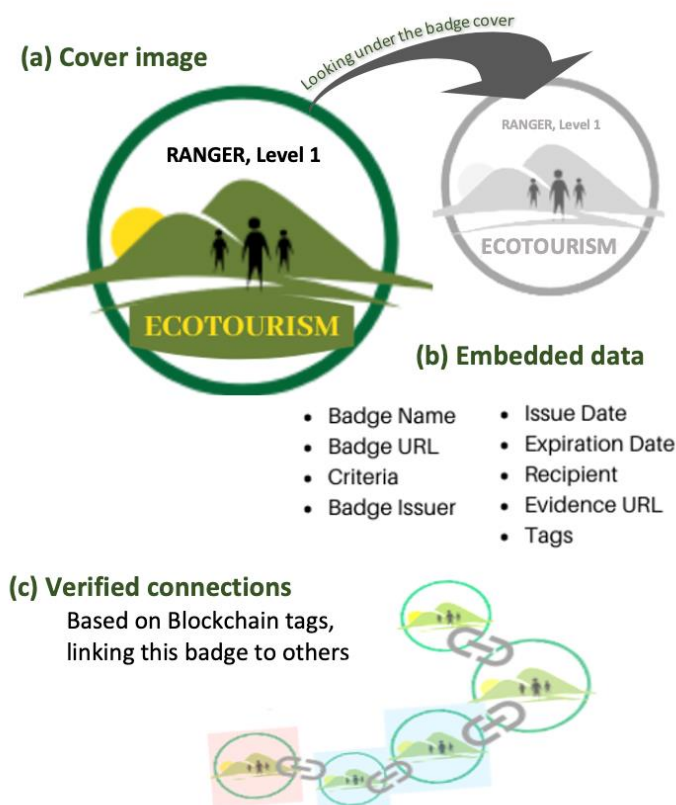 Looking under the badge cover
(a) Cover image
RANGER, Level 1
ECOTOURISM
RANGER, Level 1
ECOTOURISM
(b) Embedded data
• Badge Name
• Badge URL
• Criteria
• Badge Issuer
• Issue Date
• Expiration Date
• Recipient
• Evidence URL
• Tags
(c) Verified connections
Based on Blockchain tags,
linking this badge to others